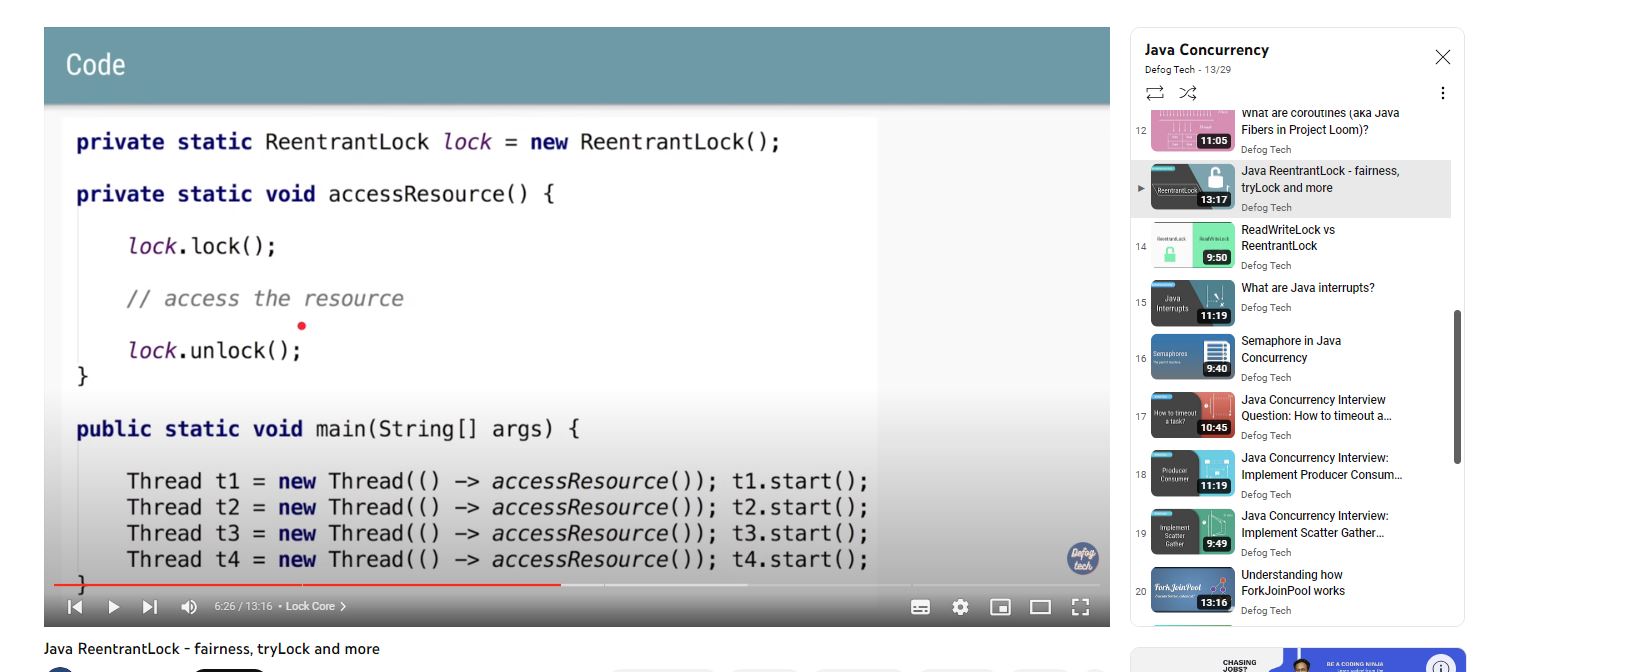 Code
private static ReentrantLock lock = new ReentrantLock();
private static void accessResource() {
lock.lock();
// access the resource
lock.unlock();
}
public static void main(String[] args) {
Thread t1 = new Thread(() -> accessResource()); t1.start();
Thread t2 = new Thread(() -> accessResource()); t2.start();
Thread t3 = new Thread(() -> accessResource()); t3.start();
Thread t4 = new Thread(() -> accessResource()); t4.start();
}
Defog
tech
6:26 / 13:16 • Lock Core >
Java ReentrantLock - fairness, tryLock and more
Java Concurrency
Defog Tech - 13/29
12
11:05
What are coroutines (aka Java
Fibers in Project Loom)?
Defog Tech
ReentrantLock
13:17
Java ReentrantLock - fairness,
tryLock and more
Defog Tech
14
ReentrantLock
ReadWriteLock
9:50
ReadWriteLock vs
ReentrantLock
Defog Tech
15
Java
Interrupts
11:19
What are Java interrupts?
Defog Tech
16
Semaphores
9:40
Semaphore in Java
Concurrency
Defog Tech
17
How to timeout
a task?
10:45
Java Concurrency Interview
Question: How to timeout a...
Defog Tech
18
Producer
Consumer
11:19
Java Concurrency Interview:
Implement Producer Consum...
Defog Tech
19
Implement
Scatter
Gather
9:49
Java Concurrency Interview:
Implement Scatter Gather...
Defog Tech
20
ForkJoinPool
13:16
Understanding how
ForkJoinPool works
Defog Tech
CHASING
JOBS?
BE A CODING NINJA